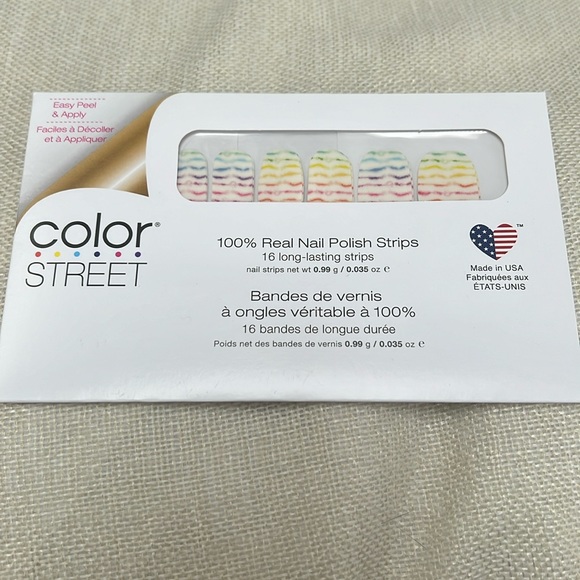 Easy Peel
& Apply
Faciles à Décoller
et à Appliquer
color®
STREET
100% Real Nail Polish Strips
16 long-lasting strips
nail strips net wt 0.99 g / 0.035 oz ℮
Bandes de vernis
à ongles véritable à 100%
16 bandes de longue durée
Poids net des bandes de vernis 0.99 g / 0.035 oz ℮
™
Made in USA
Fabriquées aux
ÉTATS-UNIS